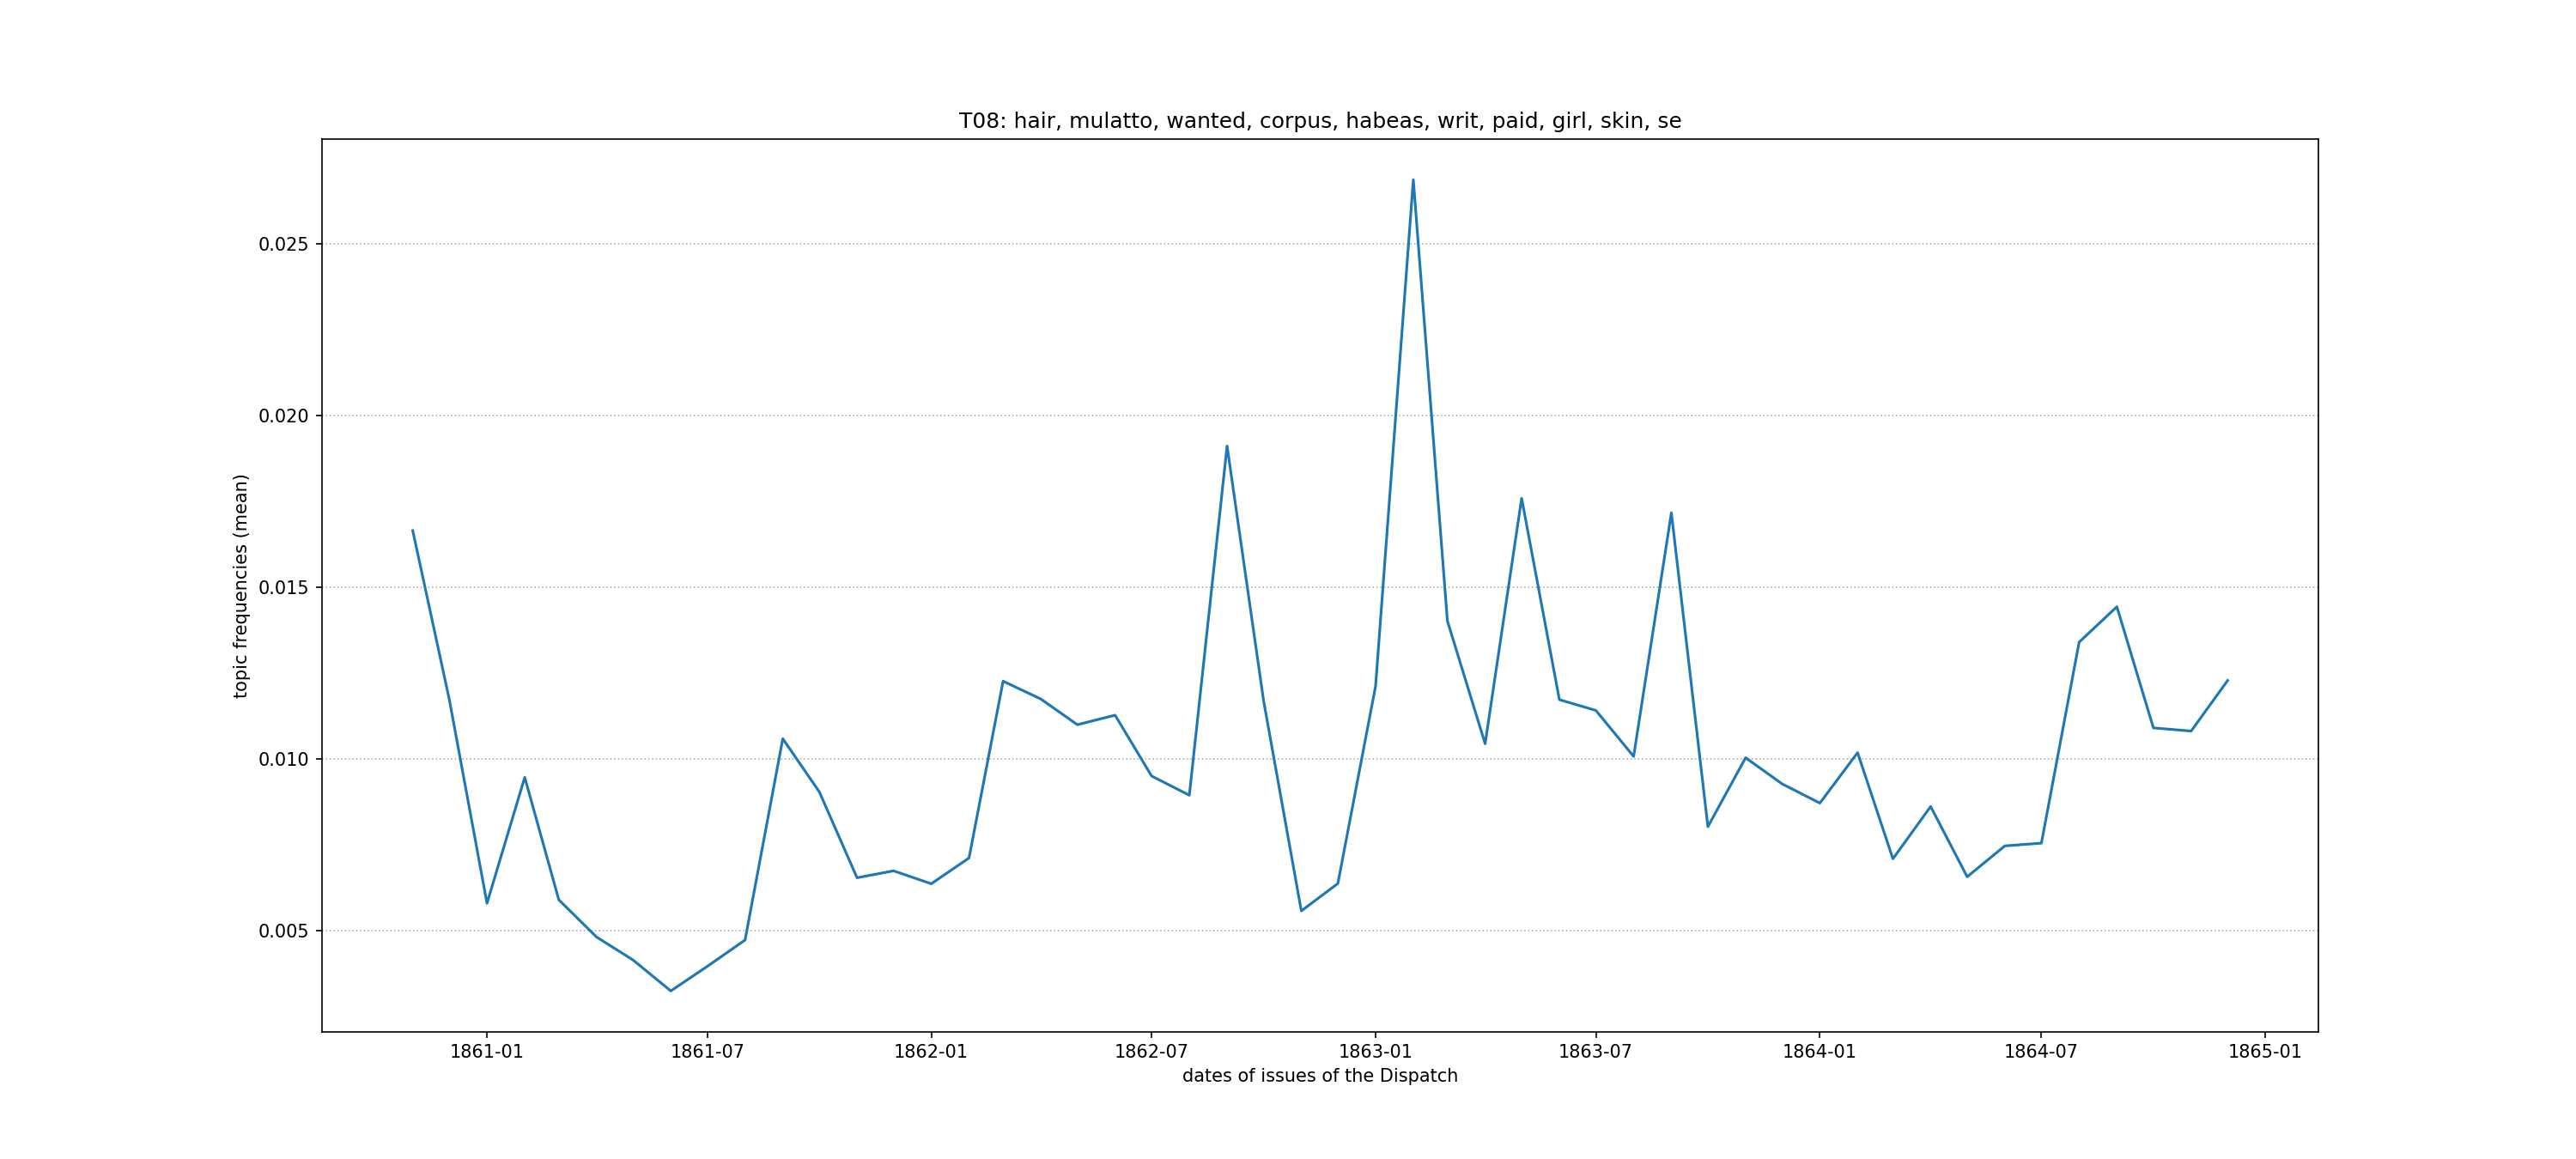 T08: hair, mulatto, wanted, corpus, habeas, writ, paid, girl, skin, se
topic frequencies (mean)
0.025
0.020
0.015
0.010
0.005
1861-01 1861-07 1862-01 1862-07 1863-01 1863-07 1864-01 1864-07 1865-01
dates of issues of the Dispatch